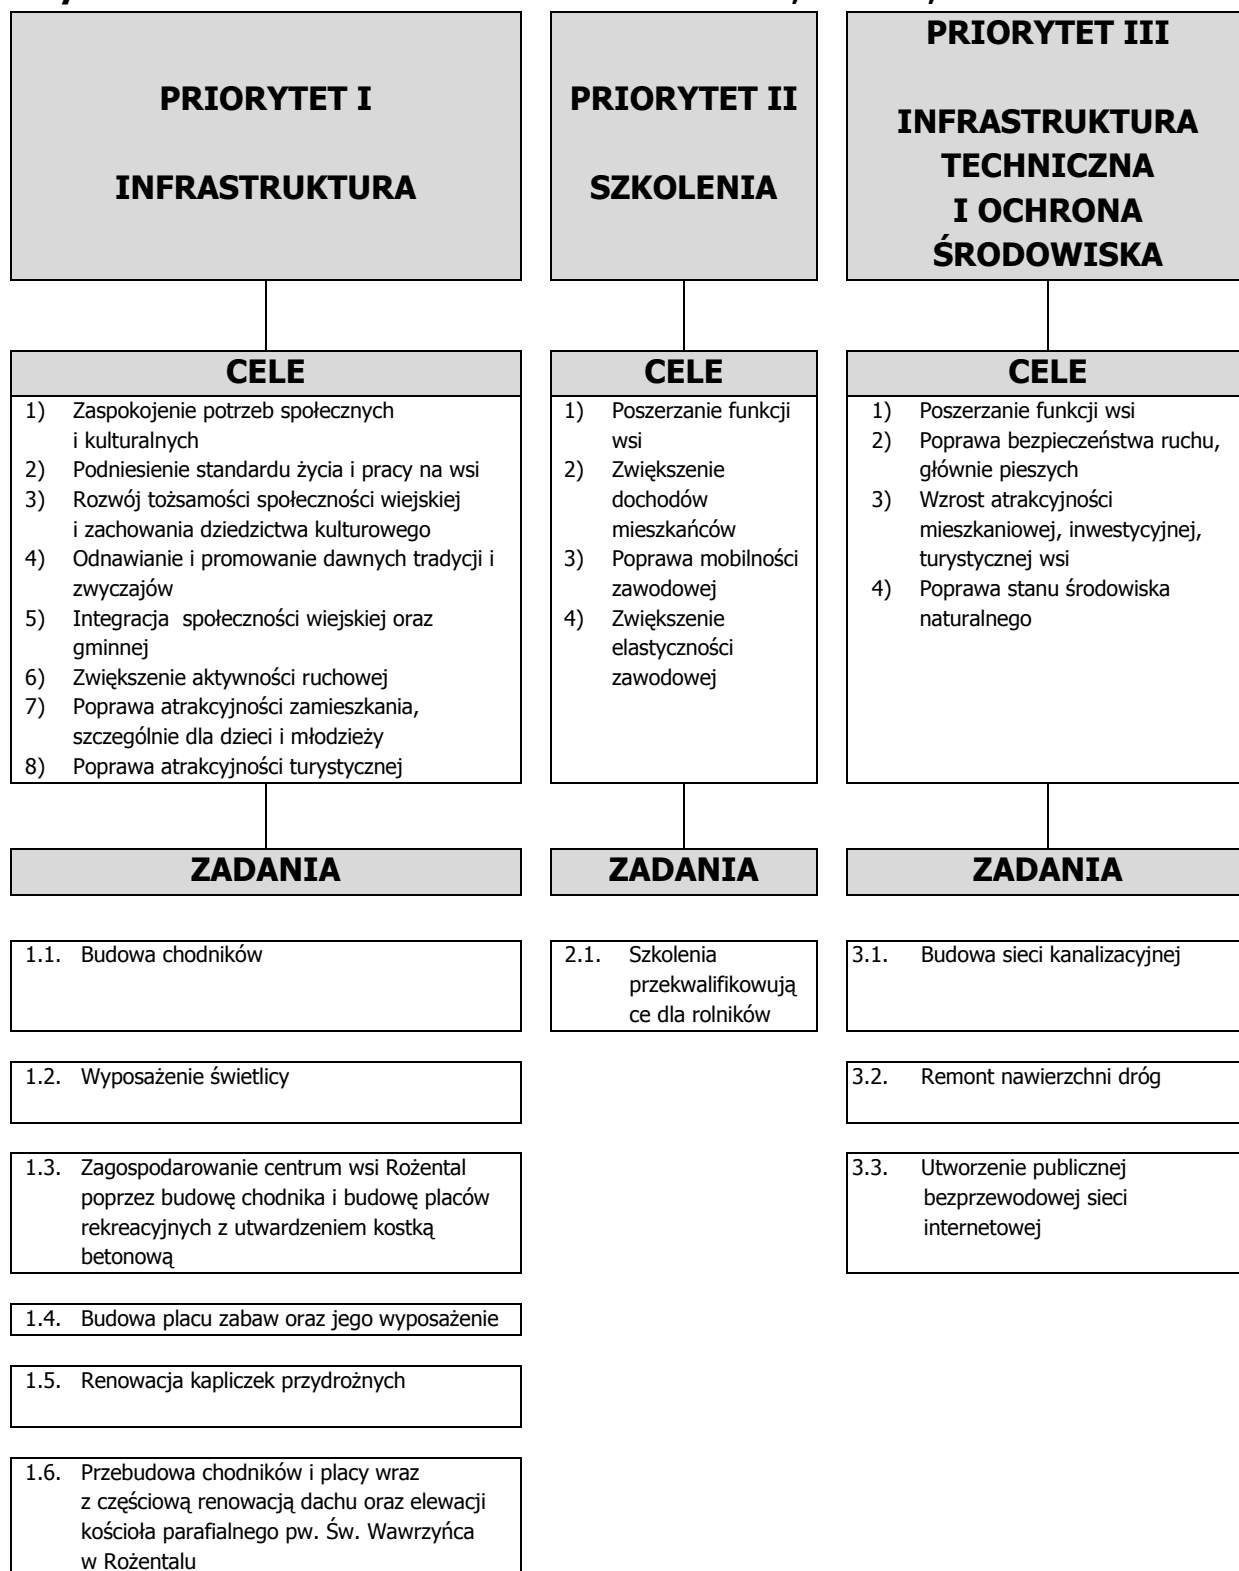 PRIORYTET I
INFRASTRUKTURA
PRIORYTET II
SZKOLENIA
PRIORYTET III
INFRASTRUKTURA
TECHNICZNA
I OCHRONA
ŚRODOWISKA
CELE
1) Zaspokojenie potrzeb społecznych
i kulturalnych
2) Podniesienie standardu życia i pracy na wsi
3) Rozwój tożsamości społeczności wiejskiej
i zachowania dziedzictwa kulturowego
4) Odnawianie i promowanie dawnych tradycji i
zwyczajów
5) Integracja społeczności wiejskiej oraz
gminnej
6) Zwiększenie aktywności ruchowej
7) Poprawa atrakcyjności zamieszkania,
szczególnie dla dzieci i młodzieży
8) Poprawa atrakcyjności turystycznej
CELE
1) Poszerzanie funkcji
wsi
2) Zwiększenie
dochodów
mieszkańców
3) Poprawa mobilności
zawodowej
4) Zwiększenie
elastyczności
zawodowej
CELE
1) Poszerzanie funkcji wsi
2) Poprawa bezpieczeństwa ruchu,
głównie pieszych
3) Wzrost atrakcyjności
mieszkaniowej, inwestycyjnej,
turystycznej wsi
4) Poprawa stanu środowiska
naturalnego
ZADANIA
1.1. Budowa chodników
1.2. Wyposażenie świetlicy
1.3. Zagospodarowanie centrum wsi Rożental
poprzez budowę chodnika i budowę placów
rekreacyjnych z utwardzeniem kostką
betonową
1.4. Budowa placu zabaw oraz jego wyposażenie
1.5. Renowacja kapliczek przydrożnych
1.6. Przebudowa chodników i placy wraz
z częściową renowacją dachu oraz elewacji
kościoła parafialnego pw. Św. Wawrzyńca
w Rożentalu
ZADANIA
2.1. Szkolenia
przekwalifikowują
ce dla rolników
ZADANIA
3.1. Budowa sieci kanalizacyjnej
3.2. Remont nawierzchni dróg
3.3. Utworzenie publicznej
bezprzewodowej sieci
internetowej